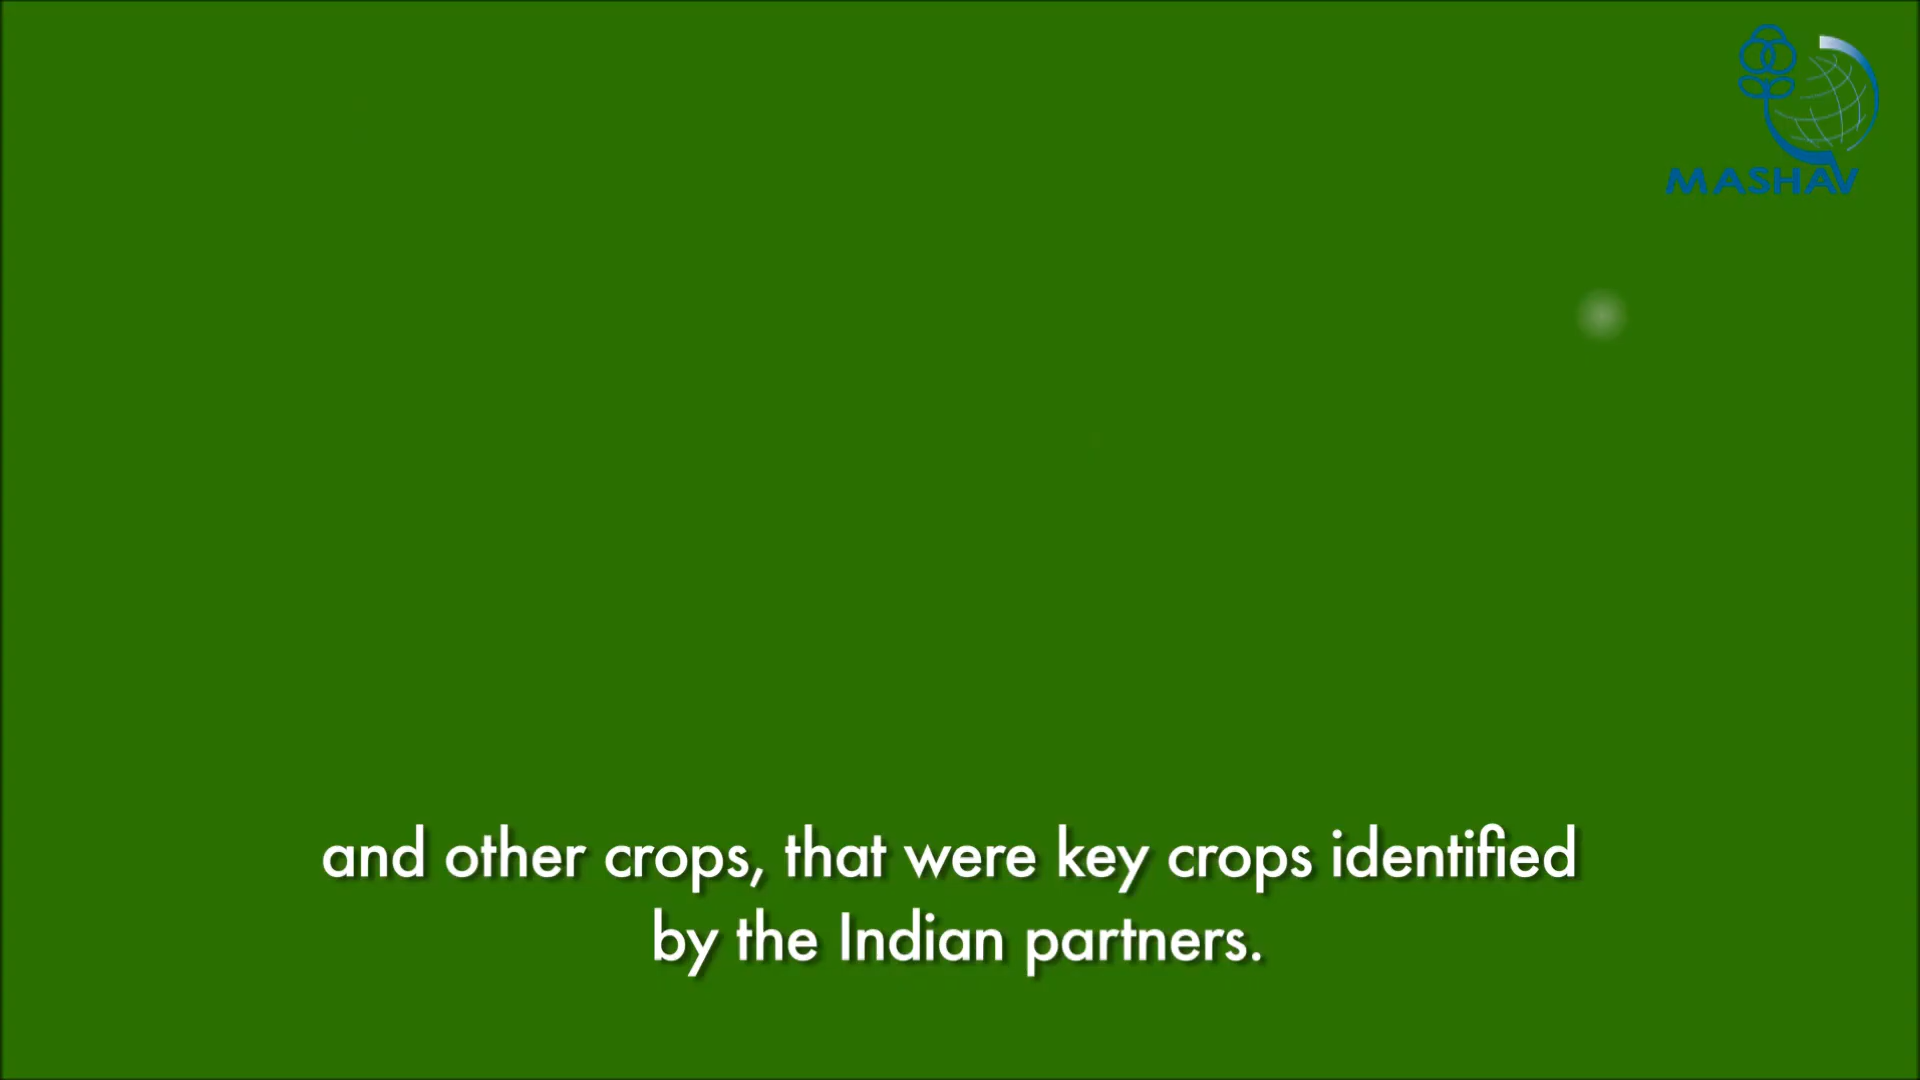 MASHAV
and other crops, that were key crops identified
by the Indian partners.